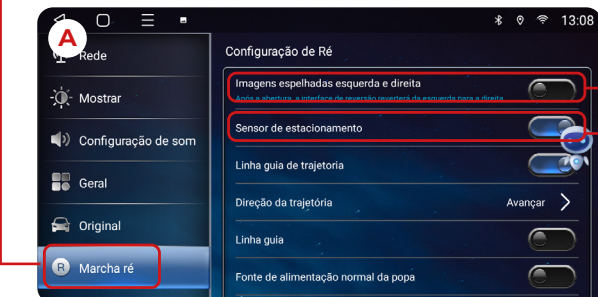 13:08
A
Rede
Mostrar
Configuração de som
Geral
Original
R Marcha ré
Configuração de Ré
Imagens espelhadas esquerda e direita
Após a abertura, a interface de reversão reverterá da esquerda para a direita
Sensor de estacionamento
Linha guia de trajetoria
Direção da trajetória Avançar
Linha guia
Fonte de alimentação normal da popa